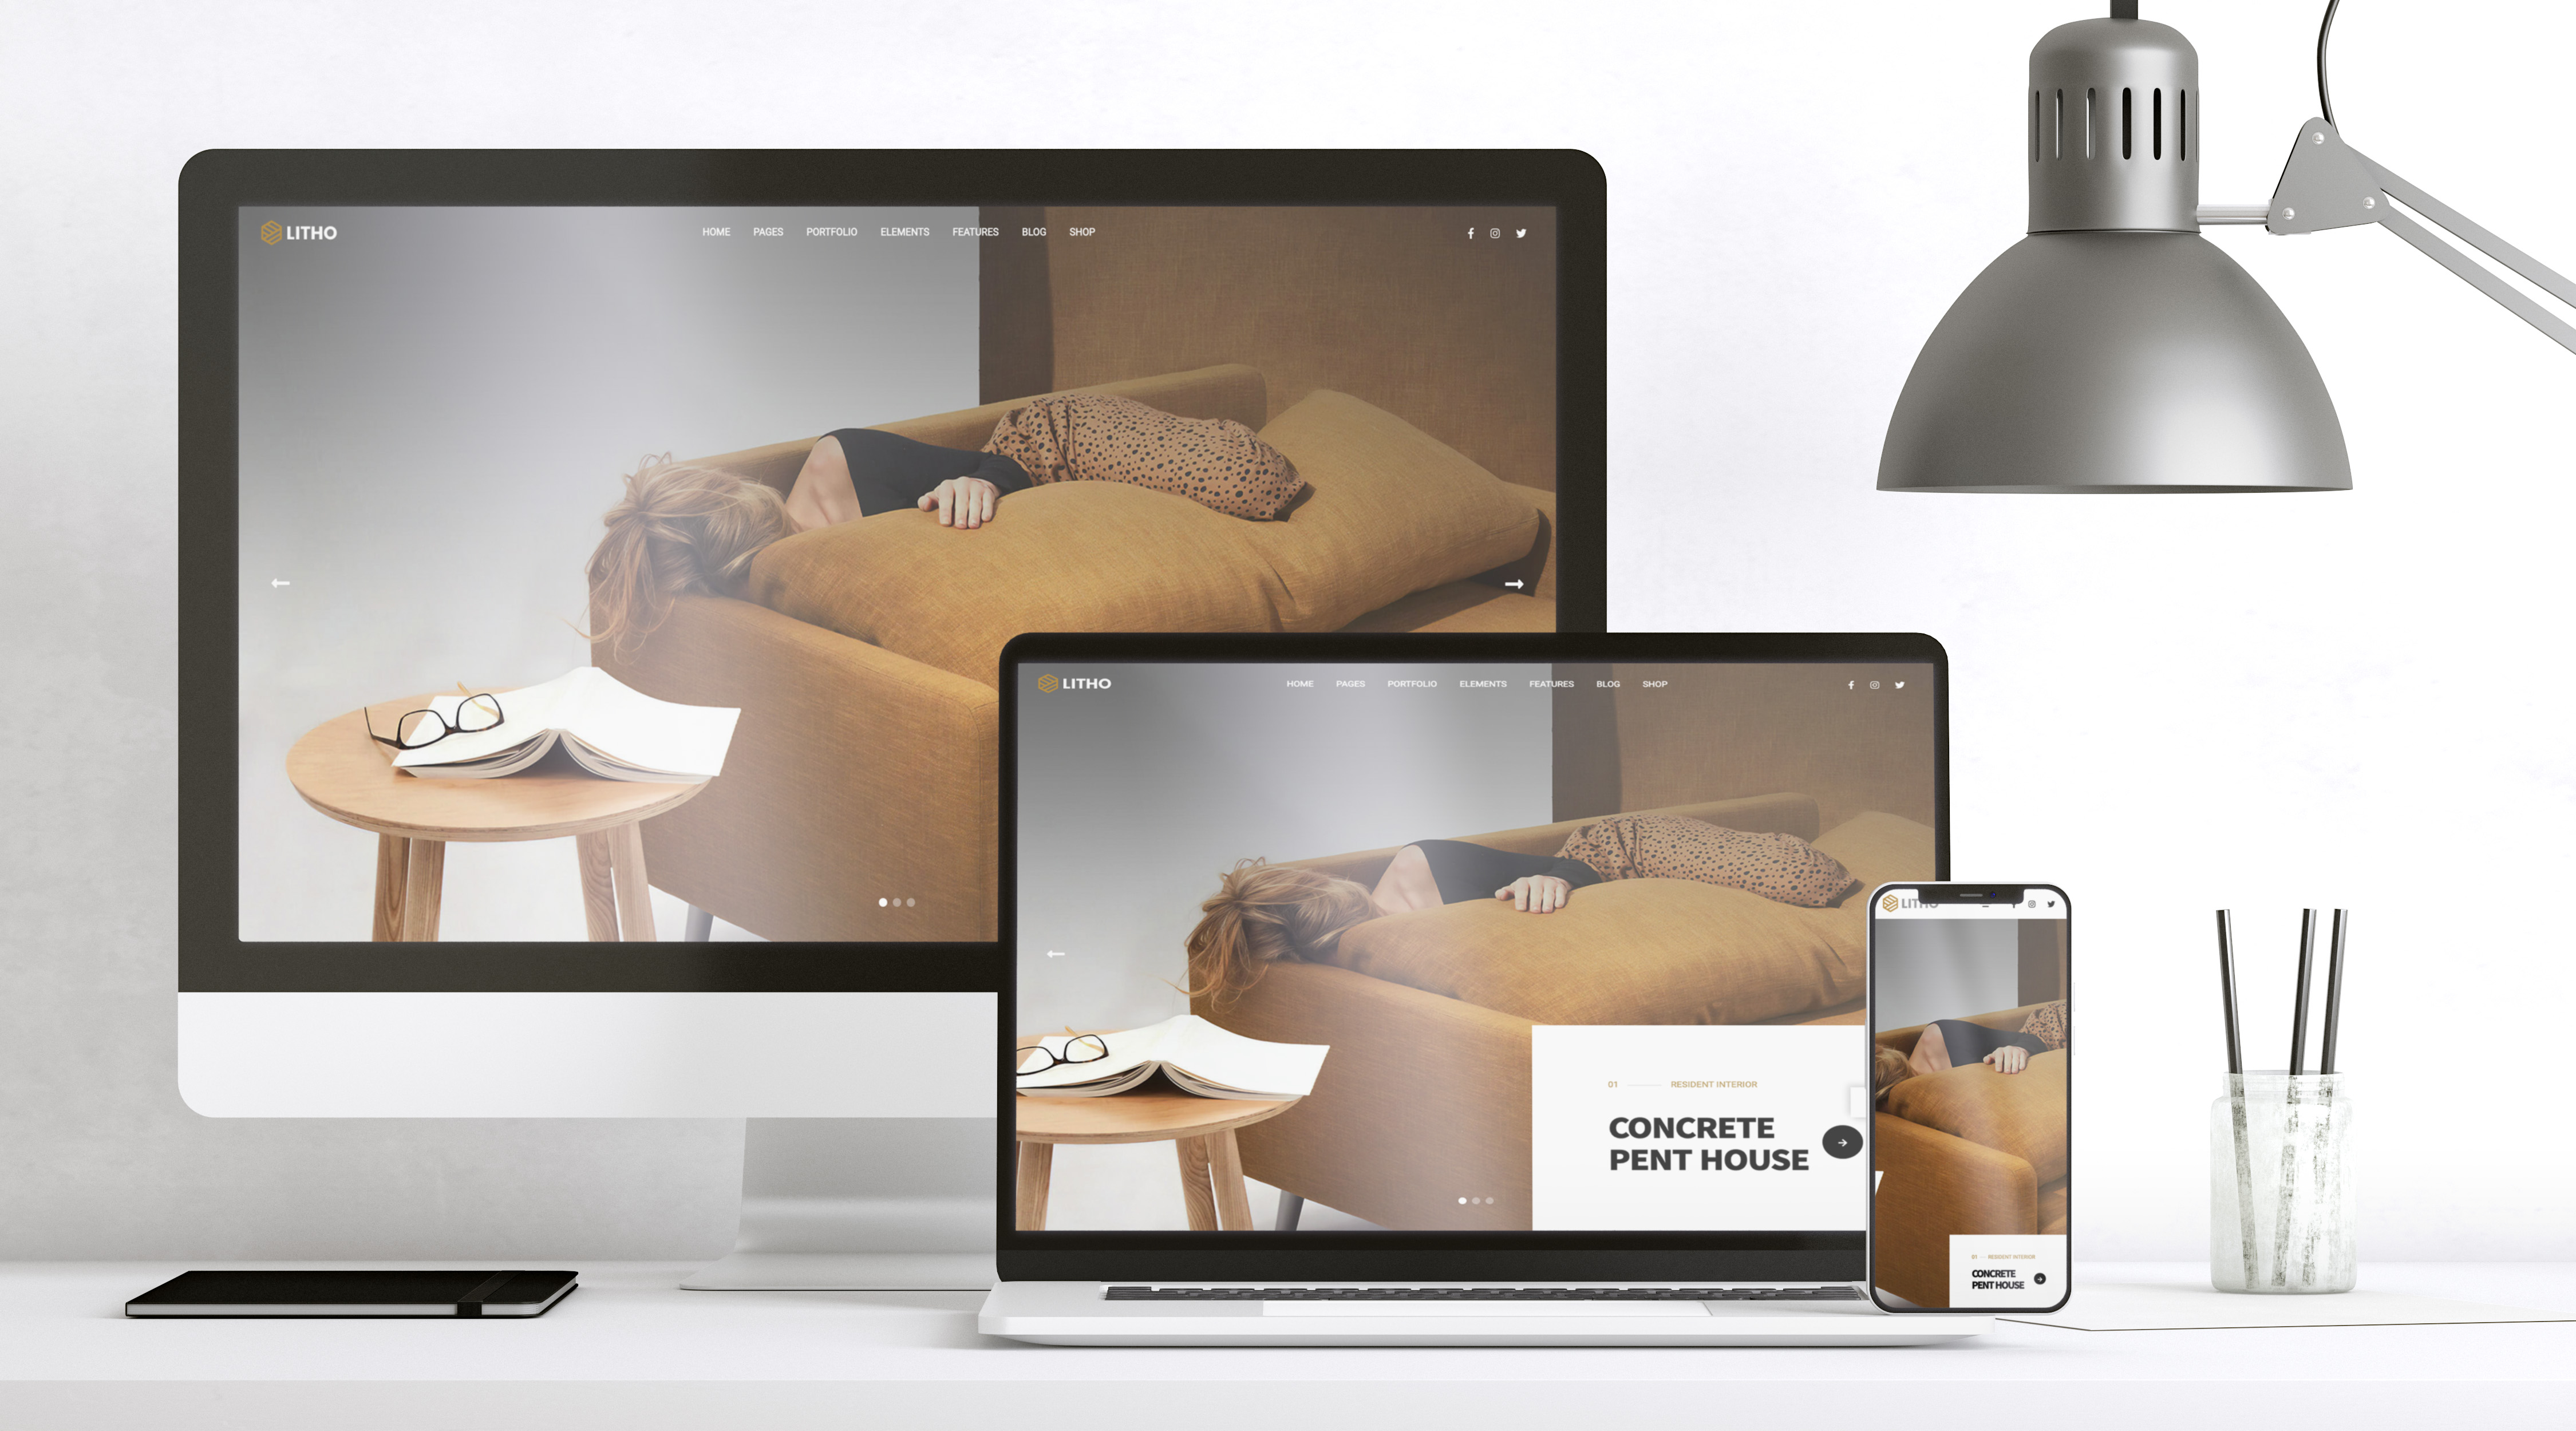 LITHO
HOME PAGES PORTFOLIO ELEMENTS FEATURES BLOG SHOP
LITHO
HOME PAGES PORTFOLIO ELEMENTS FEATURES BLOG SHOP
01 RESIDENT INTERIOR
CONCRETE
PENT HOUSE
LITHO
01 RESIDENT INTERIOR
CONCRETE
PENT HOUSE